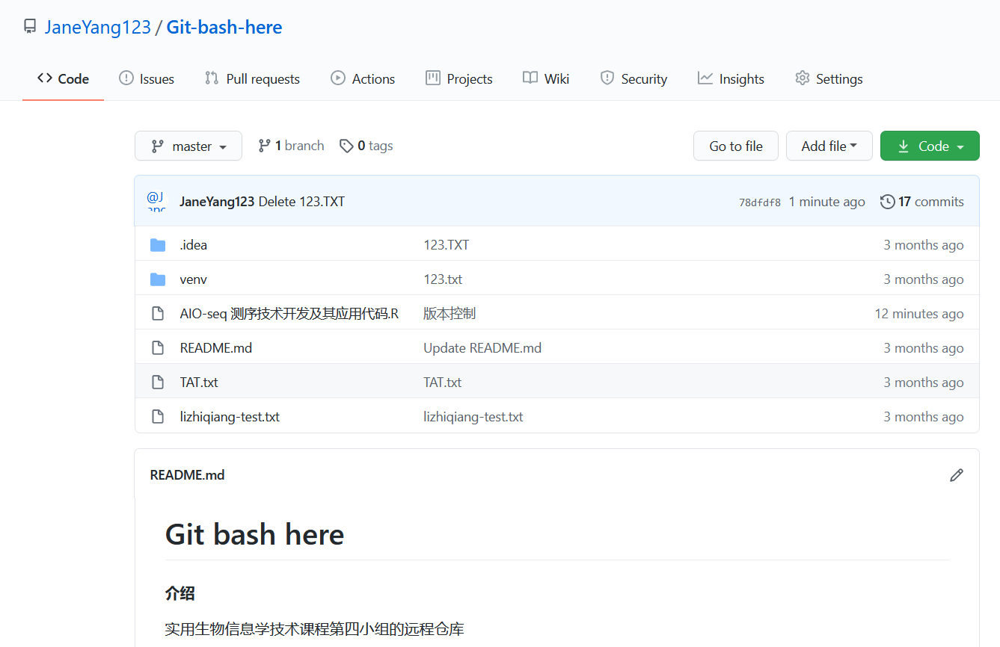 JaneYang123 / Git-bash-here
Code Issues Pull requests Actions Projects Wiki Security Insights Settings
master 1 branch 0 tags Go to file Add file Code
@J JaneYang123 Delete 123.TXT 78dfdf8 1 minute ago 17 commits
.idea 123.TXT 3 months ago
venv 123.txt 3 months ago
AIO-seq 测序技术开发及其应用代码.R 版本控制 12 minutes ago
README.md Update README.md 3 months ago
TAT.txt TAT.txt 3 months ago
lizhiqiang-test.txt lizhiqiang-test.txt 3 months ago
README.md
Git bash here
介绍
实用生物信息学技术课程第四小组的远程仓库